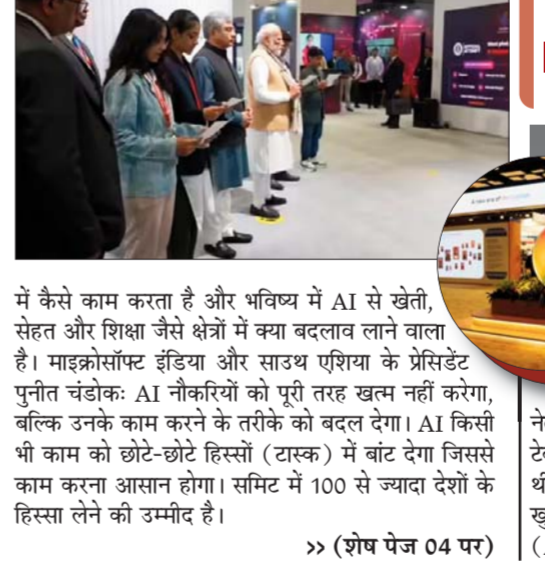 में कैसे काम करता है और भविष्य में AI से खेती,
सेहत और शिक्षा जैसे क्षेत्रों में क्या बदलाव लाने वाला
है। माइक्रोसॉफ्ट इंडिया और साउथ एशिया के प्रेसिडेंट
पुनीत चंडोकः AI नौकरियों को पूरी तरह खत्म नहीं करेगा,
बल्कि उनके काम करने के तरीके को बदल देगा। AI किसी
भी काम को छोटे-छोटे हिस्सों (टास्क) में बांट देगा जिससे
काम करना आसान होगा। समिट में 100 से ज्यादा देशों के
हिस्सा लेने की उम्मीद है।
>> (शेष पेज 04 पर)